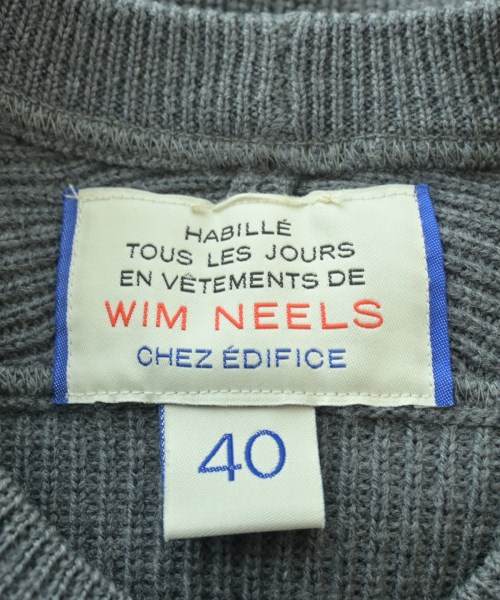 HABILLÉ
TOUS LES JOURS
EN VÊTEMENTS DE
WIM NEELS
CHEZ ÉDIFICE
40